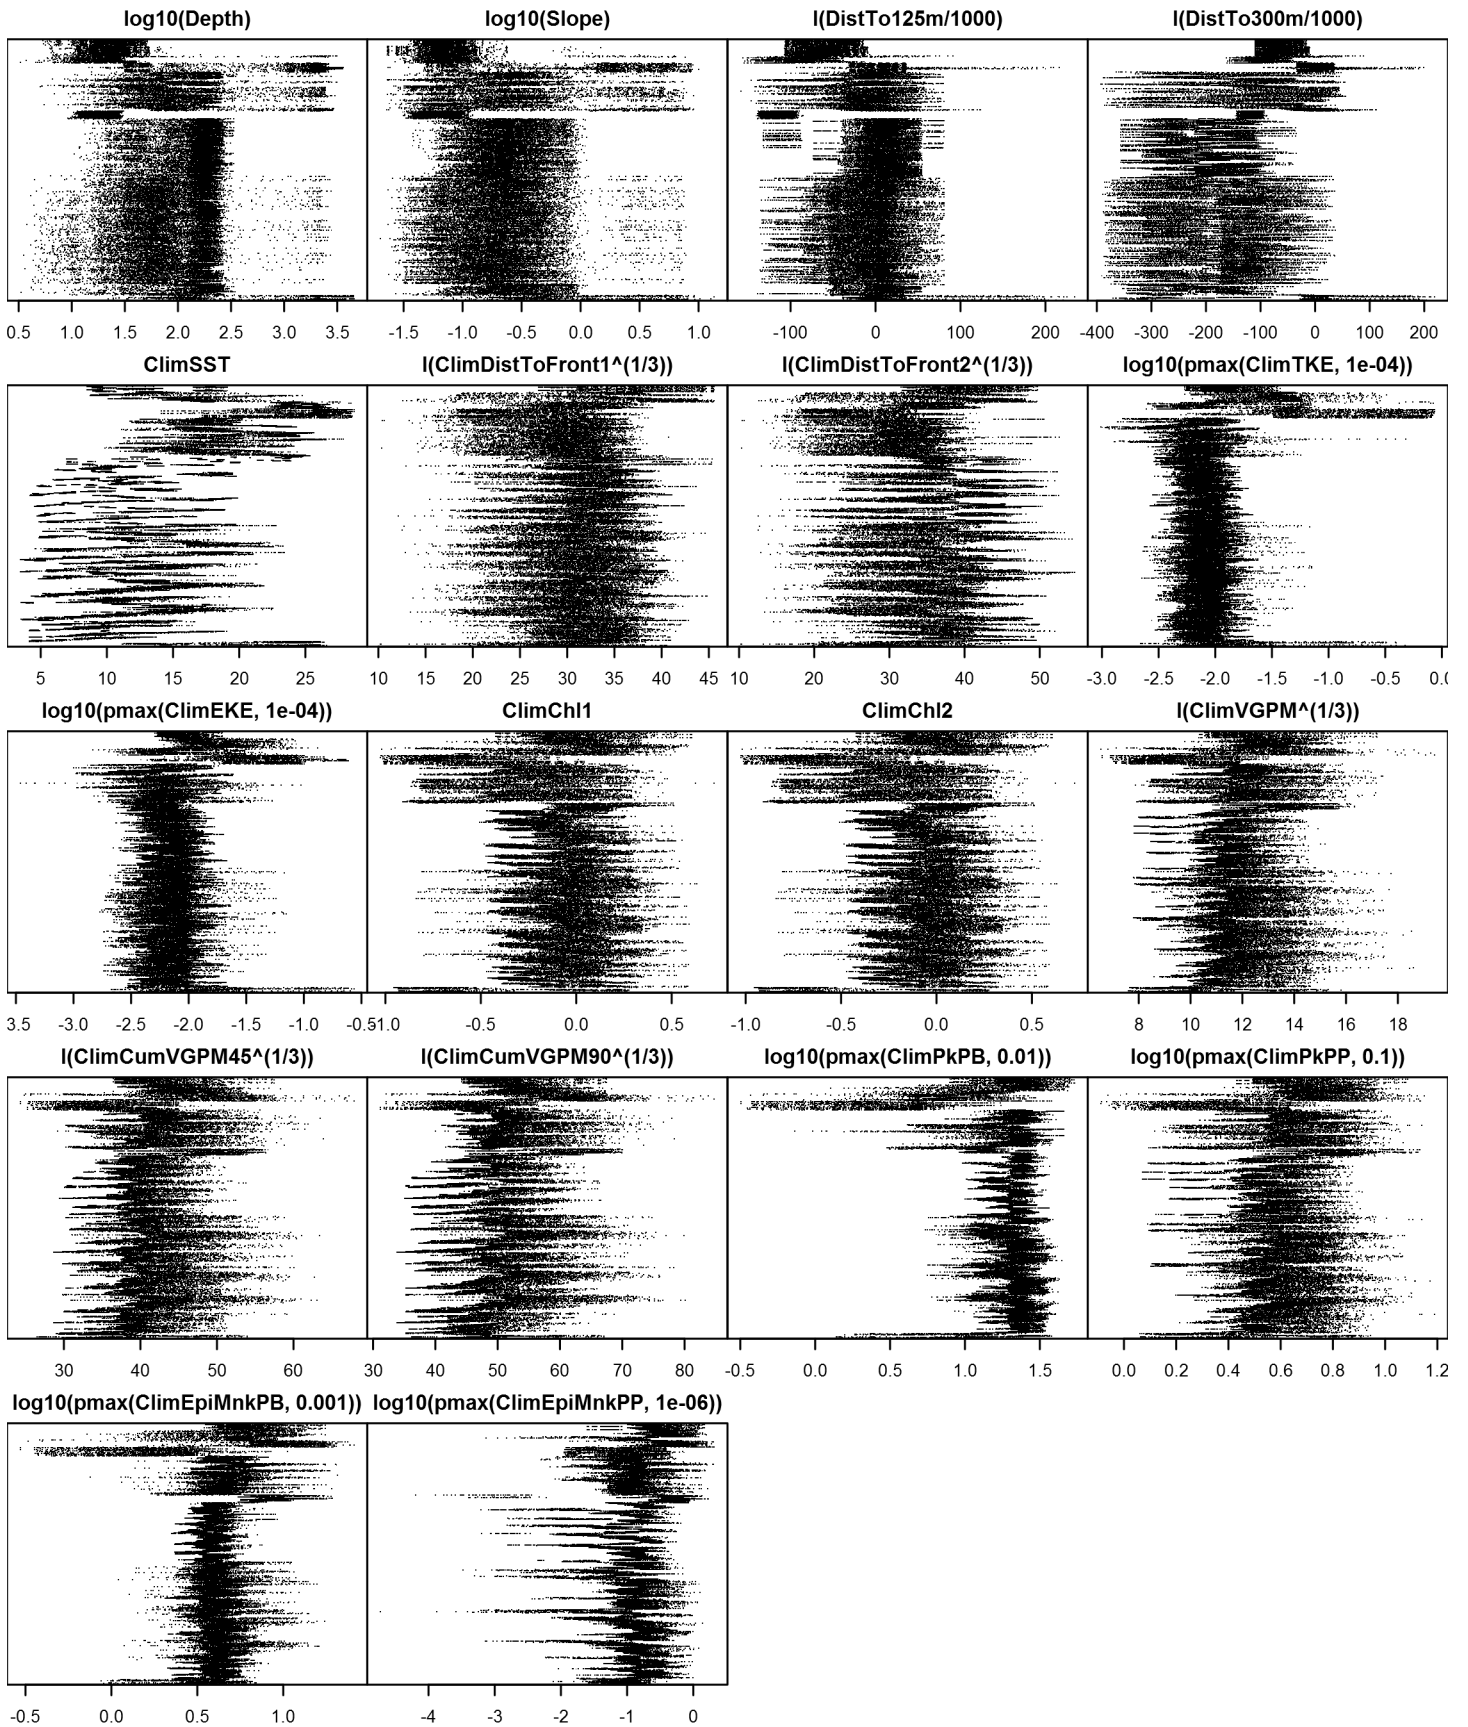 log10(Depth) log10(Slope) I(DistTo125m/1000) I(DistTo300m/1000)
0.5 1.0 1.5 2.0 2.5 3.0 3.5 -1.5 -1.0 -0.5 0.0 0.5 1.0 -100 0 100 200 -400 -300 -200 -100 0 100 200
ClimSST I(ClimDistToFront1^(1/3)) I(ClimDistToFront2^(1/3)) log10(pmax(ClimTKE, 1e-04))
5 10 15 20 25 10 15 20 25 30 35 40 45 10 20 30 40 50 -3.0 -2.5 -2.0 -1.5 -1.0 -0.5 0.0
log10(pmax(ClimEKE, 1e-04)) ClimChl1 ClimChl2 I(ClimVGPM^(1/3))
3.5 -3.0 -2.5 -2.0 -1.5 -1.0 -0.5 -1.0 -0.5 0.0 0.5 -1.0 -0.5 0.0 0.5 8 10 12 14 16 18
I(ClimCumVGPM45^(1/3)) I(ClimCumVGPM90^(1/3)) log10(pmax(ClimPkPB, 0.01)) log10(pmax(ClimPkPP, 0.1))
30 40 50 60 30 40 50 60 70 80 -0.5 0.0 0.5 1.0 1.5 0.0 0.2 0.4 0.6 0.8 1.0 1.2
log10(pmax(ClimEpiMnkPB, 0.001)) log10(pmax(ClimEpiMnkPP, 1e-06))
-0.5 0.0 0.5 1.0 -4 -3 -2 -1 0